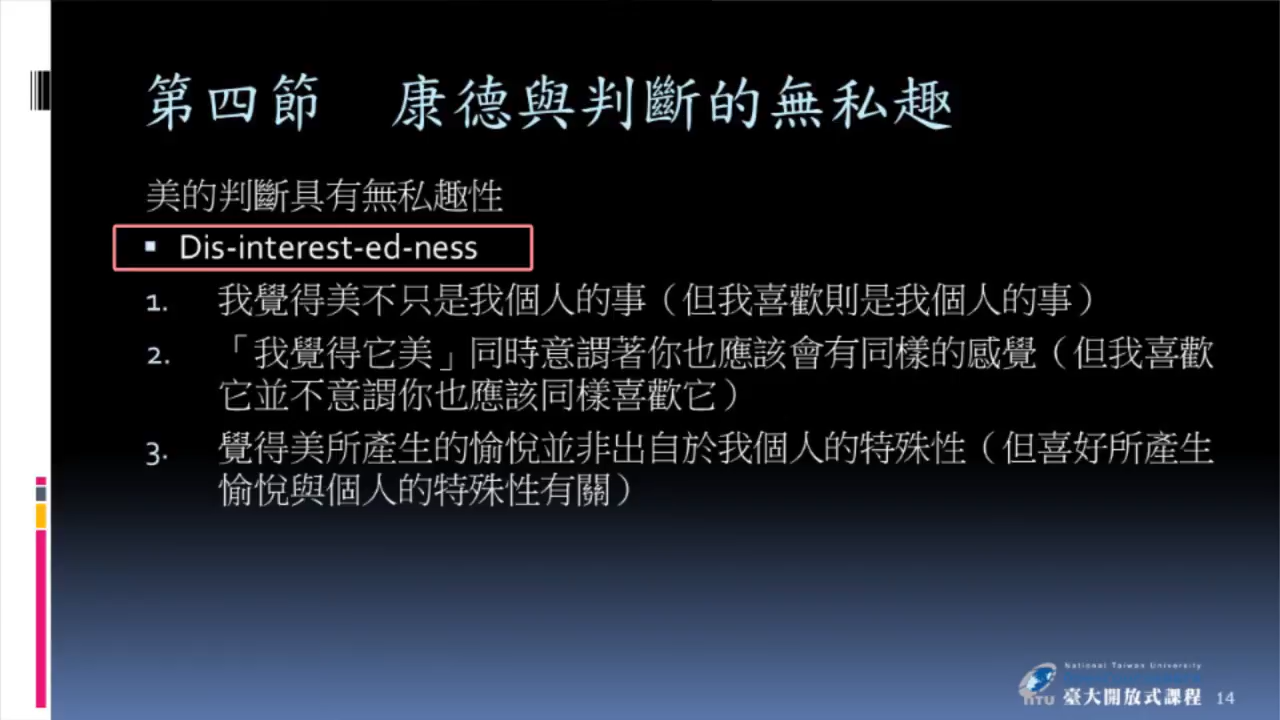 第四節　康德與判斷的無私趣
美的判斷具有無私趣性
▪ Dis-interest-ed-ness
1. 我覺得美不只是我個人的事（但我喜歡則是我個人的事）
2. 「我覺得它美」同時意謂著你也應該會有同樣的感覺（但我喜歡
它並不意謂你也應該同樣喜歡它）
3. 覺得美所產生的愉悅並非出自於我個人的特殊性（但喜好所產生
愉悅與個人的特殊性有關）
National Taiwan University
NTU 臺大開放式課程 14